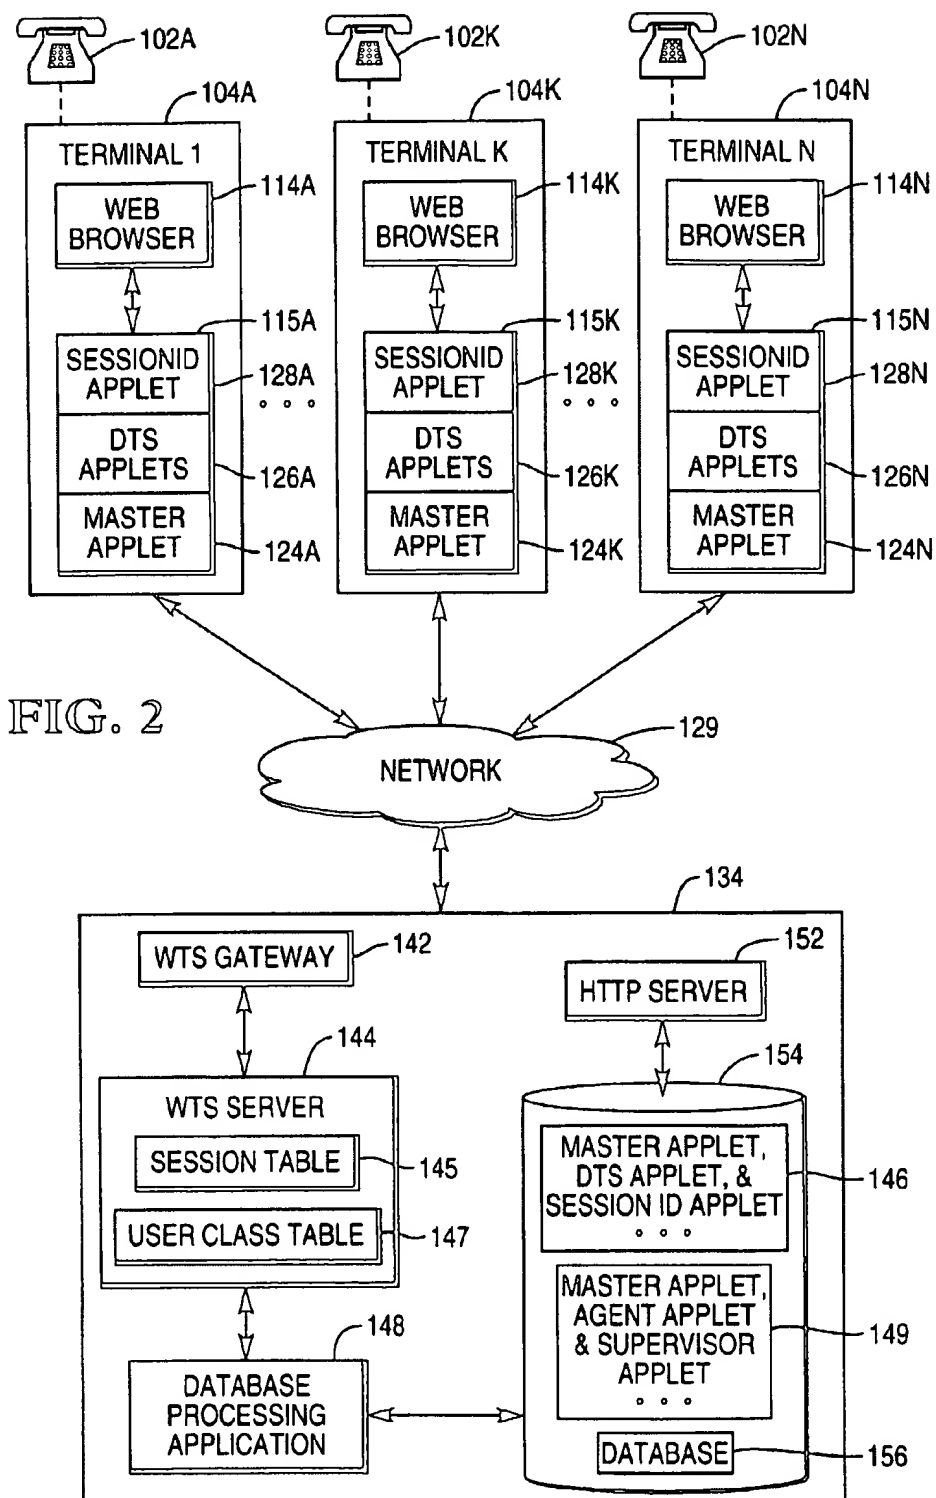 102A
102K
102N
104A
104K
104N
TERMINAL 1
TERMINAL K
TERMINAL N
114A
114K
114N
WEB
BROWSER
WEB
BROWSER
WEB
BROWSER
115A
115K
115N
SESSIONID
APPLET
SESSIONID
APPLET
SESSIONID
APPLET
128A
128K
128N
DTS
APPLETS
DTS
APPLETS
DTS
APPLETS
126A
126K
126N
MASTER
APPLET
MASTER
APPLET
MASTER
APPLET
124A
124K
124N
FIG. 2
129
NETWORK
134
WTS GATEWAY
142
152
HTTP SERVER
144
154
WTS SERVER
SESSION TABLE
145
USER CLASS TABLE
147
MASTER APPLET,
DTS APPLET, &
SESSION ID APPLET
146
MASTER APPLET,
AGENT APPLET
& SUPERVISOR
APPLET
149
148
DATABASE
PROCESSING
APPLICATION
DATABASE
156